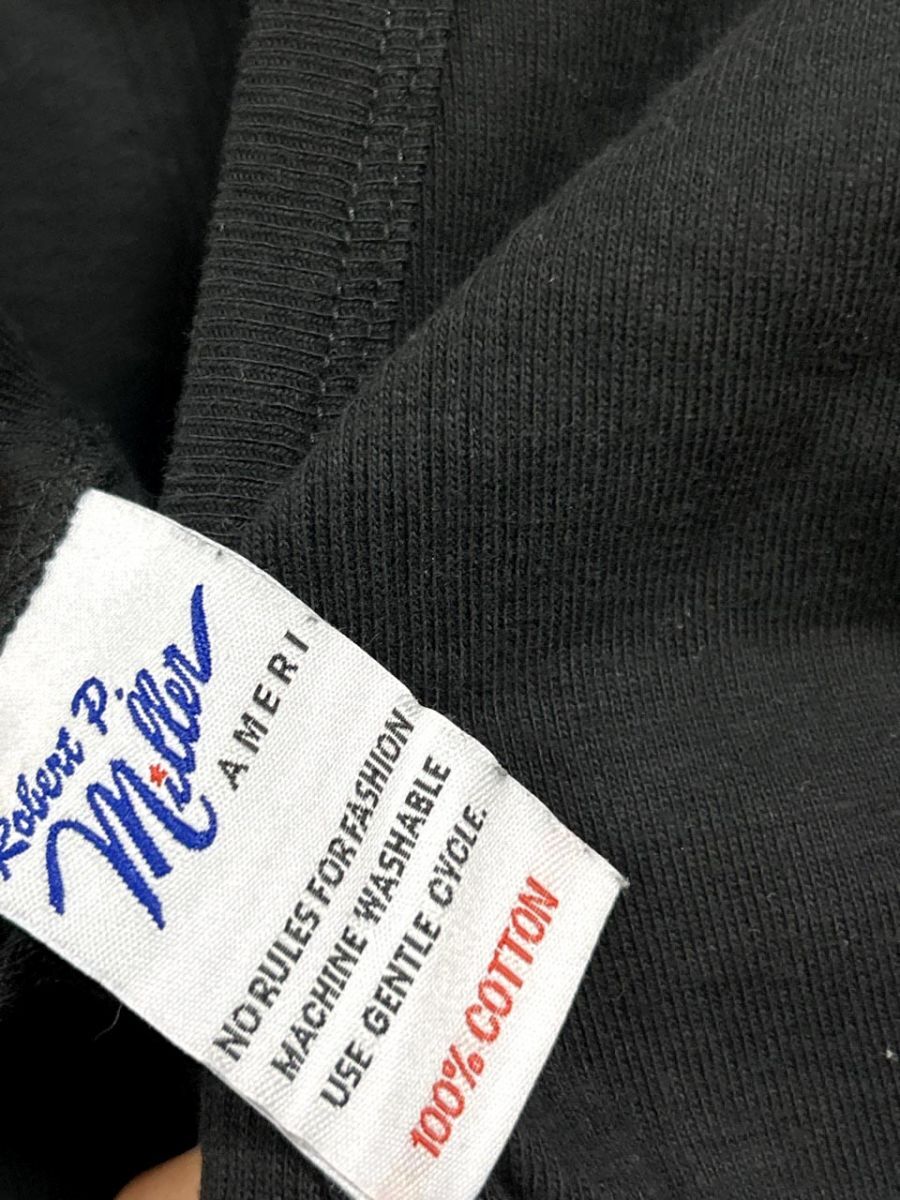 Robert P.
Miller
AMERI
NO RULES FOR FASHION
MACHINE WASHABLE
USE GENTLE CYCLE.
100% COTTON